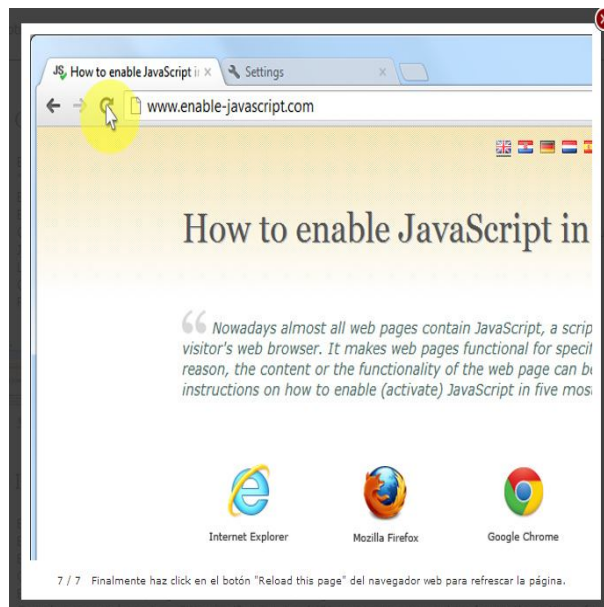 How to enable JavaScript i
Settings
www.enable-javascript.com
How to enable JavaScript in
Nowadays almost all web pages contain JavaScript, a scrip
visitor's web browser. It makes web pages functional for specif
reason, the content or the functionality of the web page can be
instructions on how to enable (activate) JavaScript in five mos
Internet Explorer
Mozilla Firefox
Google Chrome
7 / 7 Finalmente haz click en el botón "Reload this page" del navegador web para refrescar la página.